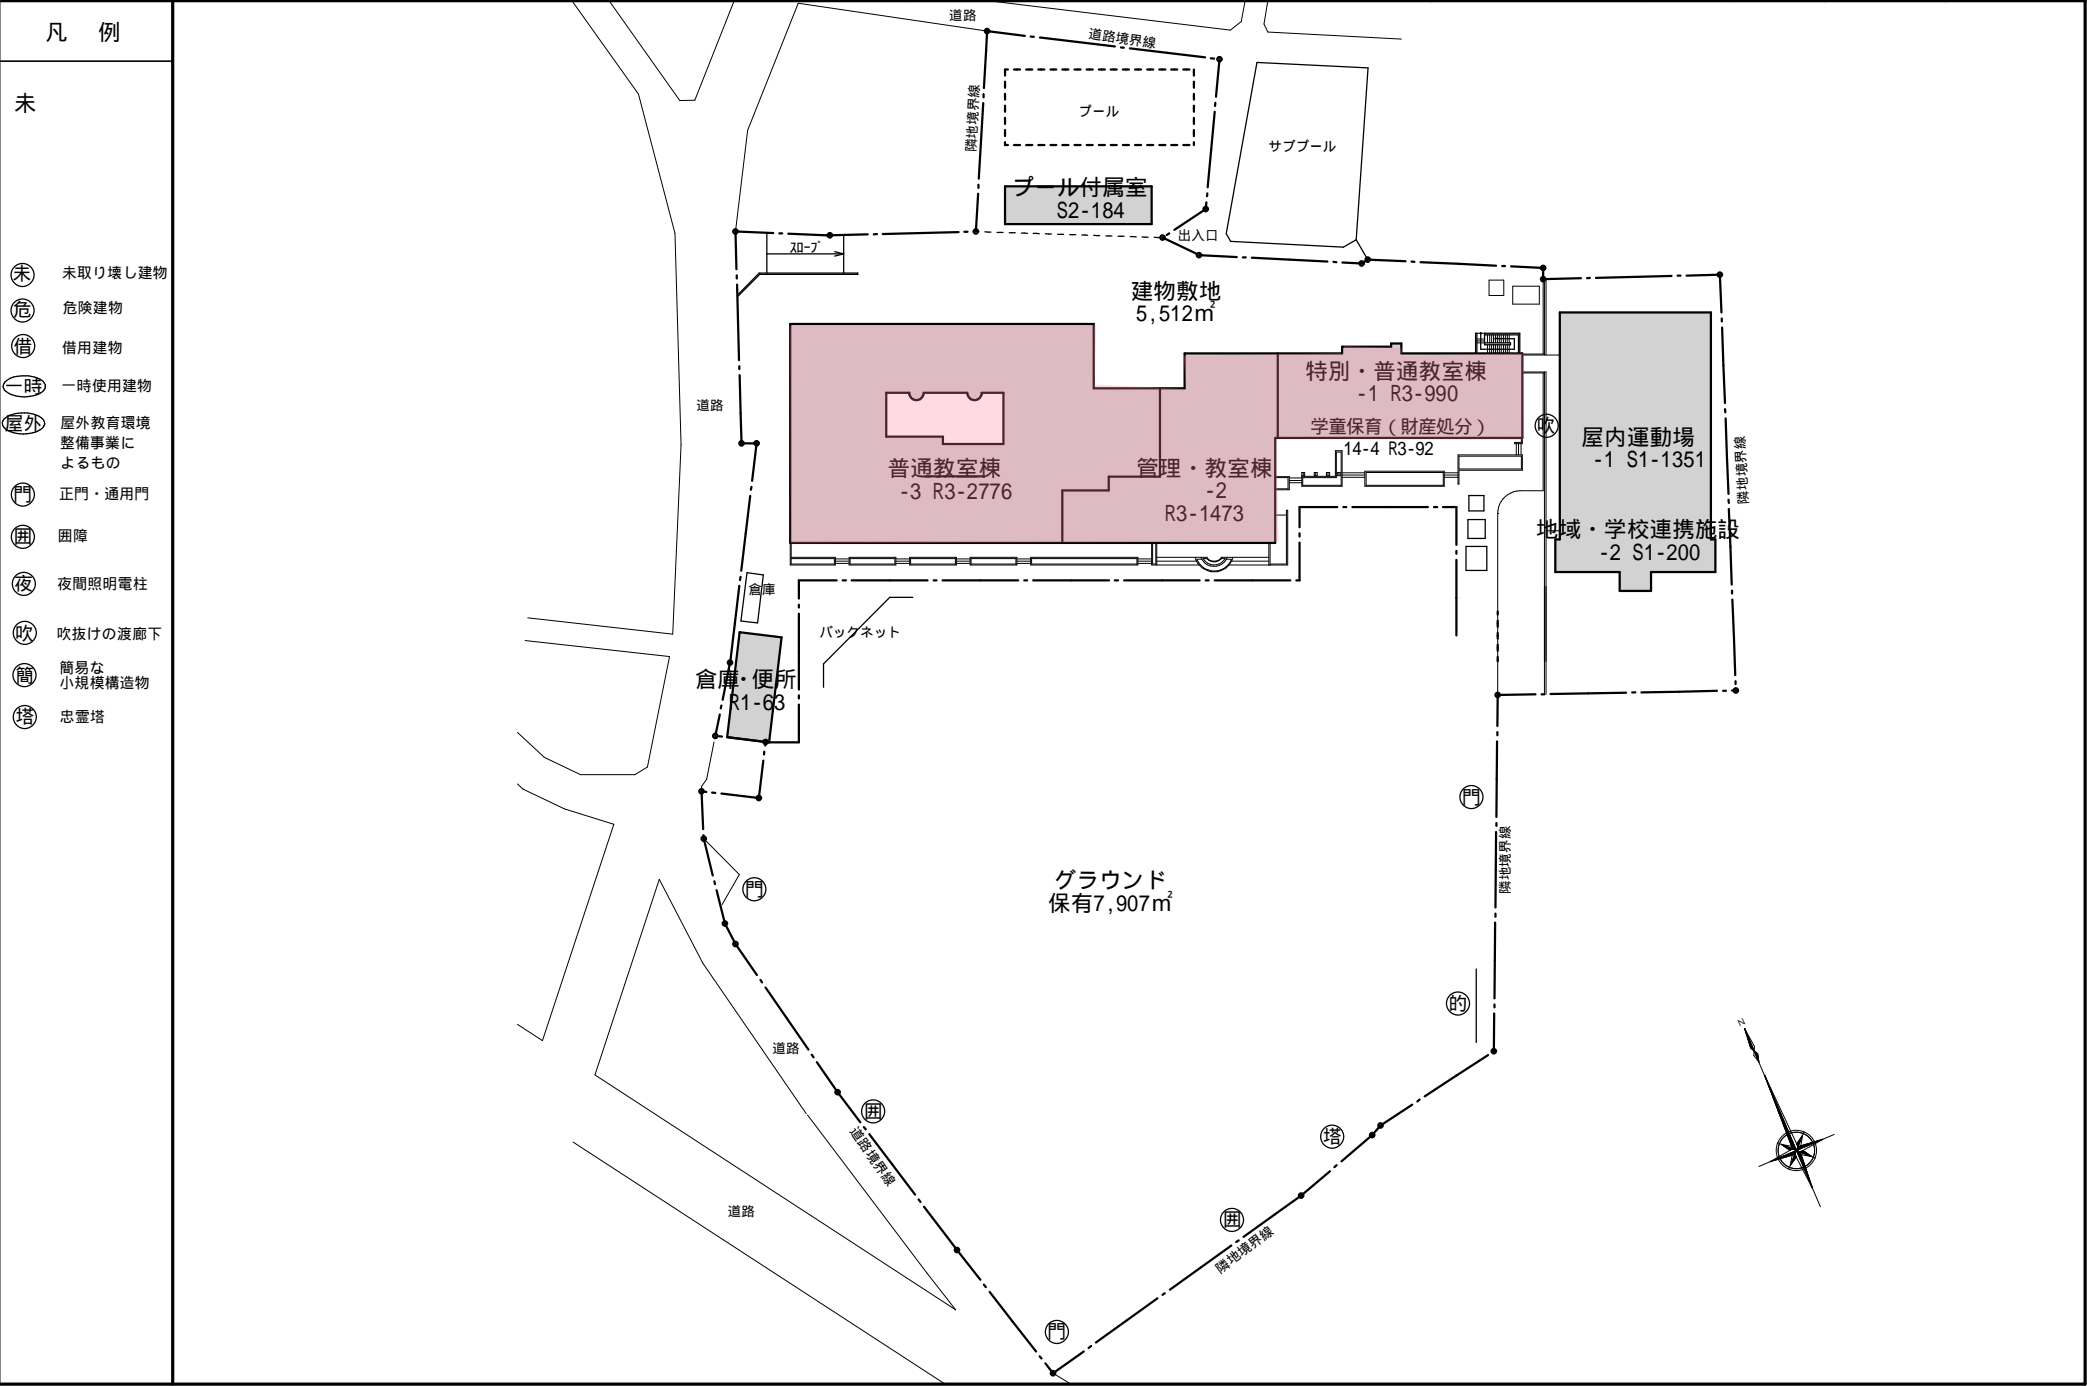 凡 例
未
未 未取り壊し建物
危 危険建物
借 借用建物
一時 一時使用建物
屋外 屋外教育環境
整備事業に
よるもの
門 正門・通用門
囲 囲障
夜 夜間照明電柱
吹 吹抜けの渡廊下
簡 簡易な
小規模構造物
塔 忠霊塔
道路
道路境界線
隣地境界線
プール
サブプール
プール付属室
S2-184
出入口
スロープ
建物敷地
5,512㎡
道路
特別・普通教室棟
-1 R3-990
学童保育(財産処分)
14-4 R3-92
吹
屋内運動場
-1 S1-1351
隣地境界線
普通教室棟
-3 R3-2776
管理・教室棟
-2
R3-1473
地域・学校連携施設
-2 S1-200
倉庫
バックネット
倉庫・便所
R1-63
門
隣地境界線
門
グラウンド
保有7,907㎡
的
道路
囲
道路境界線
塔
道路
囲
隣地境界線
門
N